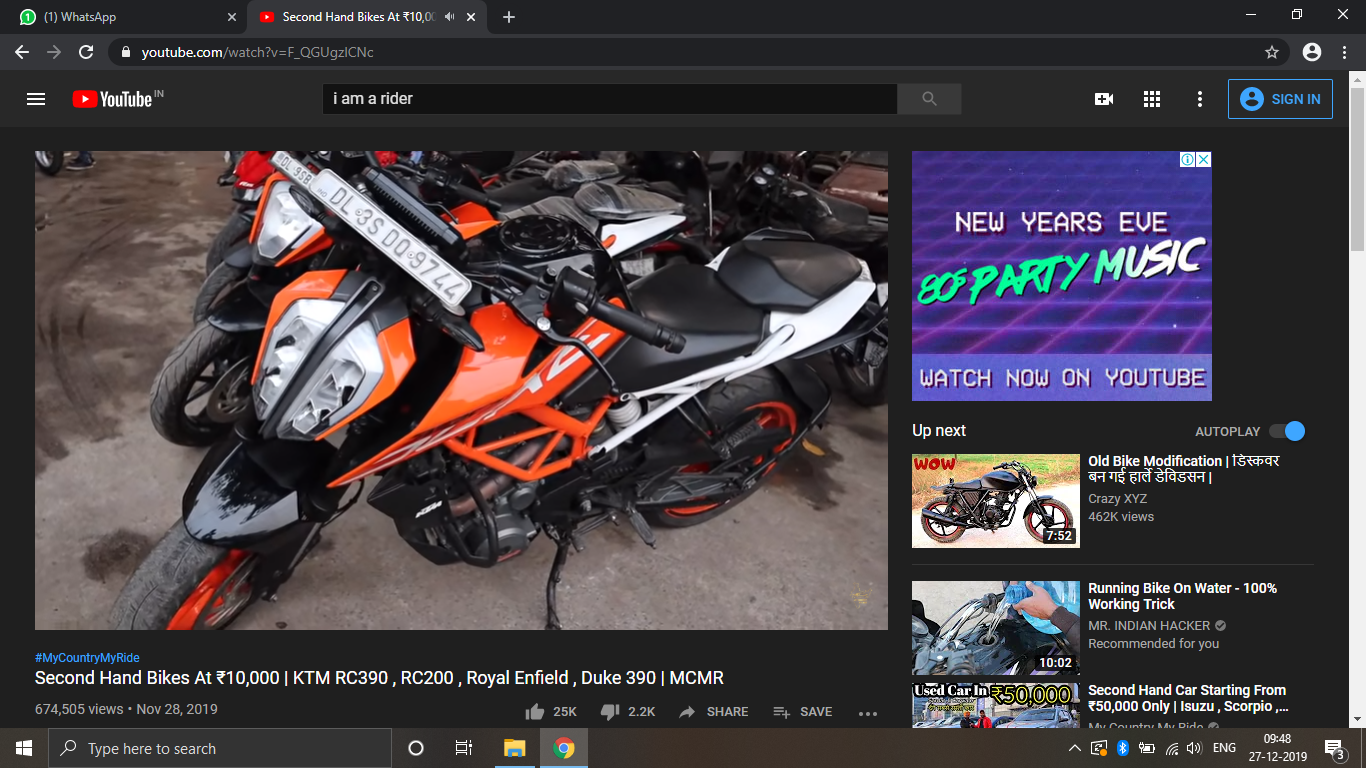 (1) WhatsApp
Second Hand Bikes At ₹10,00
youtube.com/watch?v=F_QGUgzlCNc
YouTube IN
i am a rider
SIGN IN
DL 9SB
DL 3S DQ 9744
KTM
NEW YEARS EVE
80s PARTY MUSIC
WATCH NOW ON YOUTUBE
Up next
AUTOPLAY
WOW
7:52
Old Bike Modification | डिस्कवर
बन गई हार्ले डेविडसन |
Crazy XYZ
462K views
10:02
Running Bike On Water - 100%
Working Trick
MR. INDIAN HACKER
Recommended for you
Used Car In ₹50,000
Second Hand Car Starting From
₹50,000 Only | Isuzu , Scorpio ,...
My Country My Ride
#MyCountryMyRide
Second Hand Bikes At ₹10,000 | KTM RC390 , RC200 , Royal Enfield , Duke 390 | MCMR
674,505 views • Nov 28, 2019
25K
2.2K
SHARE
SAVE
Type here to search
ENG
09:48
27-12-2019
3